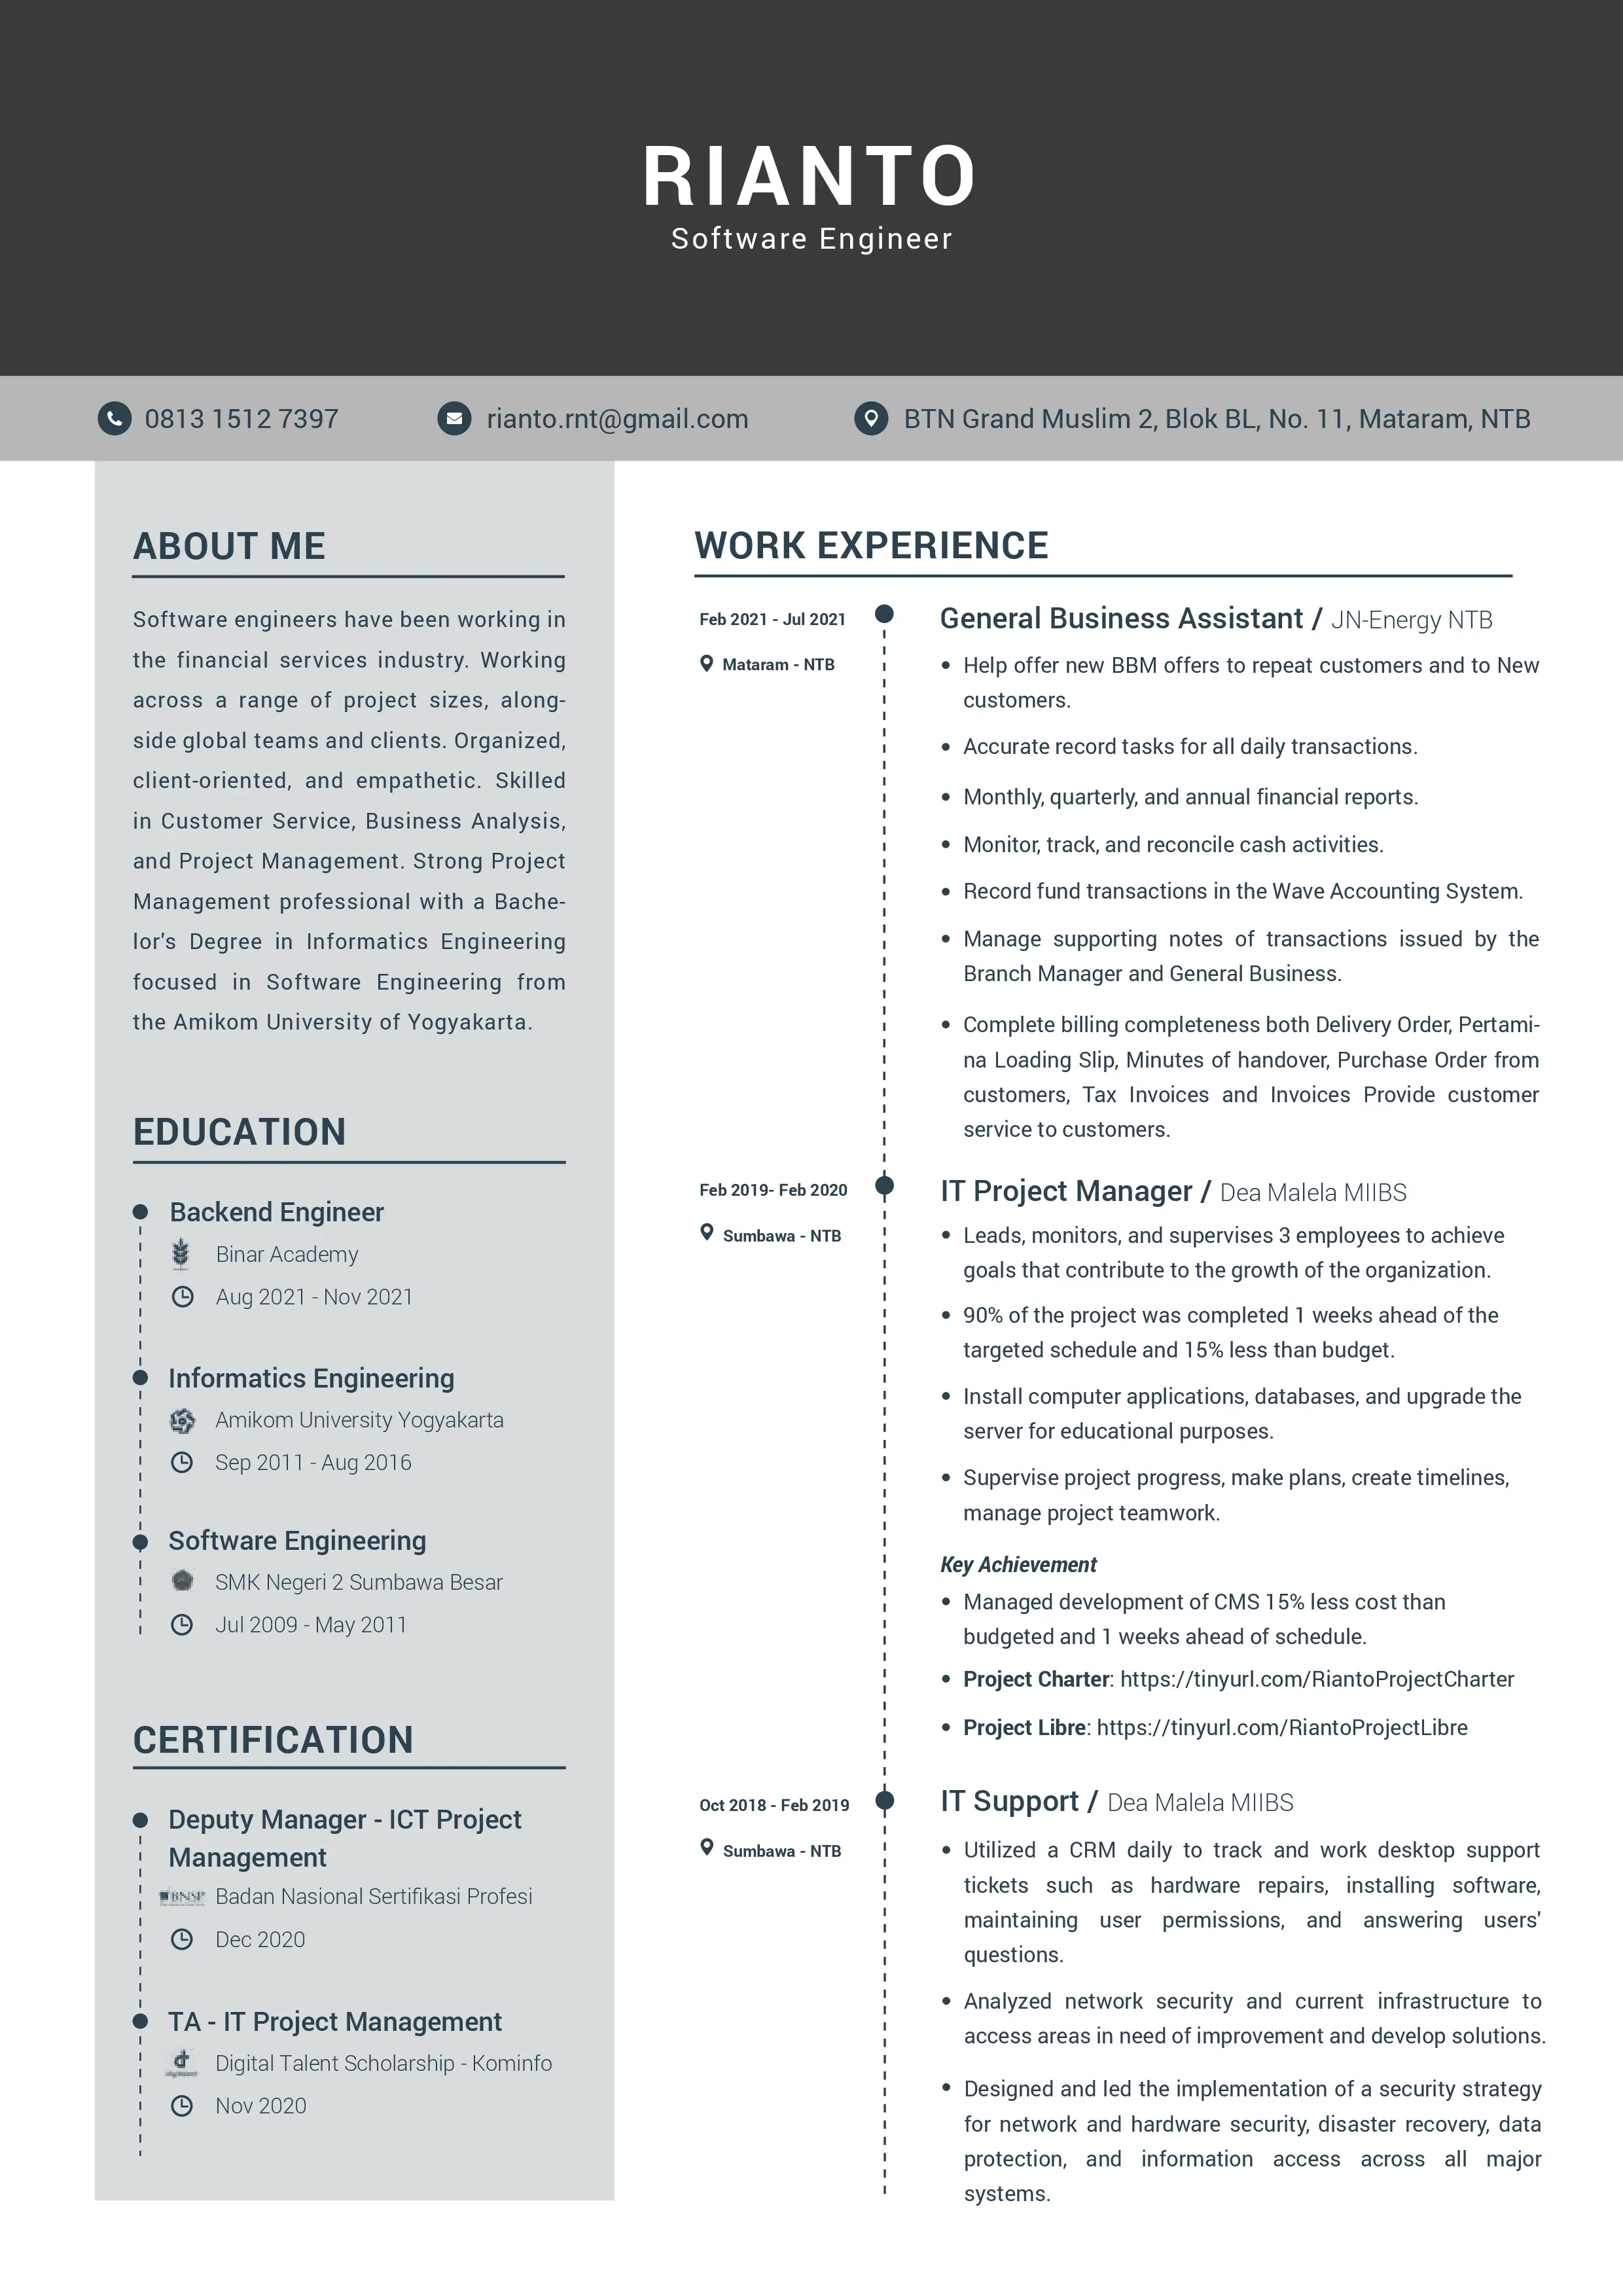 RIANTO
Software Engineer
0813 1512 7397
rianto.rnt@gmail.com
BTN Grand Muslim 2, Blok BL, No. 11, Mataram, NTB
ABOUT ME
Software engineers have been working in
the financial services industry. Working
across a range of project sizes, along-
side global teams and clients. Organized,
client-oriented, and empathetic. Skilled
in Customer Service, Business Analysis,
and Project Management. Strong Project
Management professional with a Bache-
lor's Degree in Informatics Engineering
focused in Software Engineering from
the Amikom University of Yogyakarta.
EDUCATION
Backend Engineer
Binar Academy
Aug 2021 - Nov 2021
Informatics Engineering
Amikom University Yogyakarta
Sep 2011 - Aug 2016
Software Engineering
SMK Negeri 2 Sumbawa Besar
Jul 2009 - May 2011
CERTIFICATION
Deputy Manager - ICT Project
Management
BNSP Badan Nasional Sertifikasi Profesi
Dec 2020
TA - IT Project Management
Digital Talent Scholarship - Kominfo
Nov 2020
WORK EXPERIENCE
Feb 2021 - Jul 2021
Mataram - NTB
General Business Assistant / JN-Energy NTB
• Help offer new BBM offers to repeat customers and to New
customers.
• Accurate record tasks for all daily transactions.
• Monthly, quarterly, and annual financial reports.
• Monitor, track, and reconcile cash activities.
• Record fund transactions in the Wave Accounting System.
• Manage supporting notes of transactions issued by the
Branch Manager and General Business.
• Complete billing completeness both Delivery Order, Pertami-
na Loading Slip, Minutes of handover, Purchase Order from
customers, Tax Invoices and Invoices Provide customer
service to customers.
Feb 2019- Feb 2020
Sumbawa - NTB
IT Project Manager / Dea Malela MIIBS
• Leads, monitors, and supervises 3 employees to achieve
goals that contribute to the growth of the organization.
• 90% of the project was completed 1 weeks ahead of the
targeted schedule and 15% less than budget.
• Install computer applications, databases, and upgrade the
server for educational purposes.
• Supervise project progress, make plans, create timelines,
manage project teamwork.
Key Achievement
• Managed development of CMS 15% less cost than
budgeted and 1 weeks ahead of schedule.
• Project Charter: https://tinyurl.com/RiantoProjectCharter
• Project Libre: https://tinyurl.com/RiantoProjectLibre
Oct 2018 - Feb 2019
Sumbawa - NTB
IT Support / Dea Malela MIIBS
• Utilized a CRM daily to track and work desktop support
tickets such as hardware repairs, installing software,
maintaining user permissions, and answering users'
questions.
• Analyzed network security and current infrastructure to
access areas in need of improvement and develop solutions.
• Designed and led the implementation of a security strategy
for network and hardware security, disaster recovery, data
protection, and information access across all major
systems.